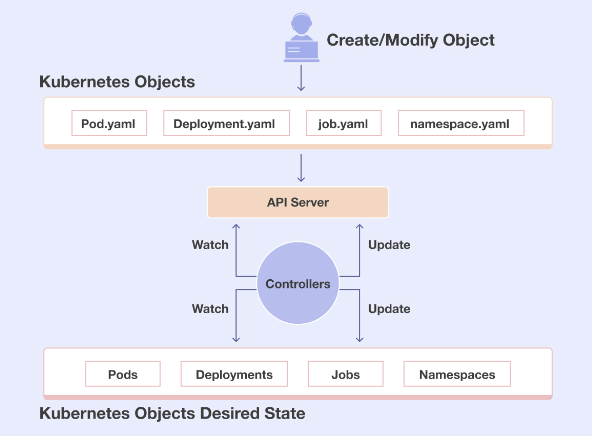 Create/Modify Object
Kubernetes Objects
Pod.yaml Deployment.yaml job.yaml namespace.yaml
API Server
Watch Update
Controllers
Watch Update
Pods Deployments Jobs Namespaces
Kubernetes Objects Desired State